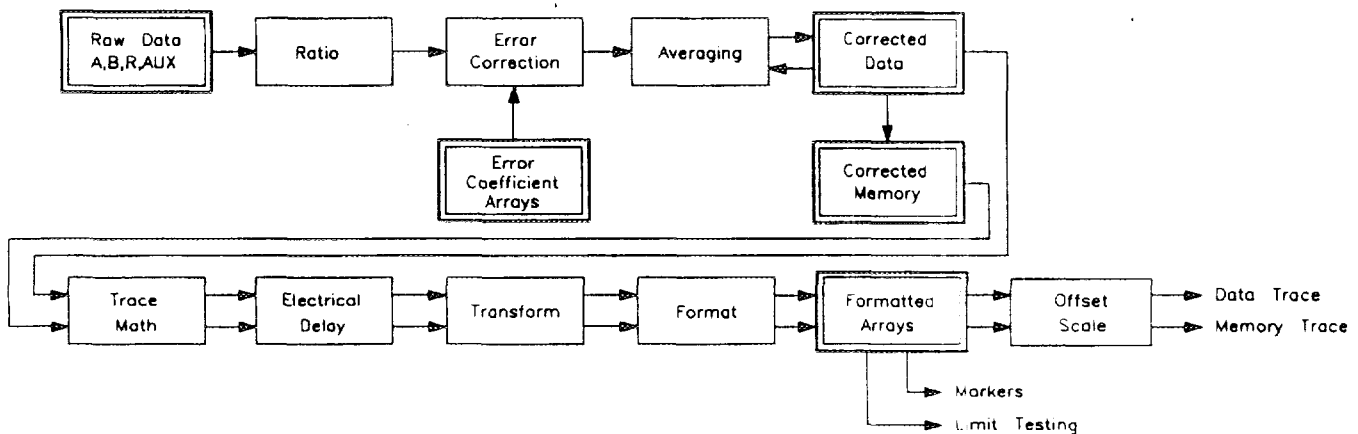 Raw Data
A,B,R,AUX
Ratio
Error
Correction
Averaging
Corrected
Data
Error
Coefficient
Arrays
Corrected
Memory
Trace
Math
Electrical
Delay
Transform
Format
Formatted
Arrays
Offset
Scale
Data Trace
Memory Trace
Markers
Limit Testing